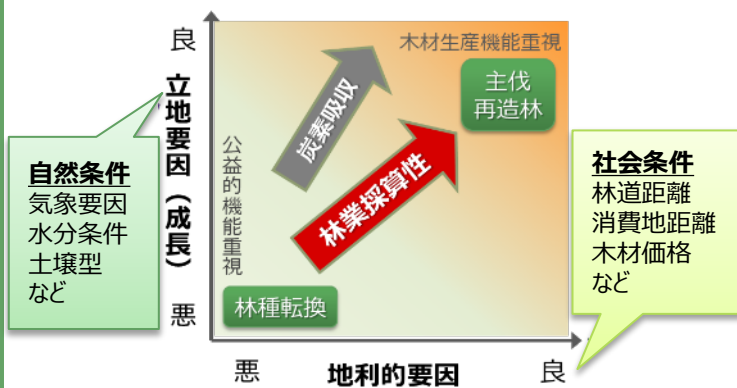 良
木材生産機能重視
主伐
再造林
立地要因（成長）
炭素吸収
林業採算性
公益的機能重視
自然条件
気象要因
水分条件
土壌型
など
社会条件
林道距離
消費地距離
木材価格
など
林種転換
悪
悪
地利的要因
良